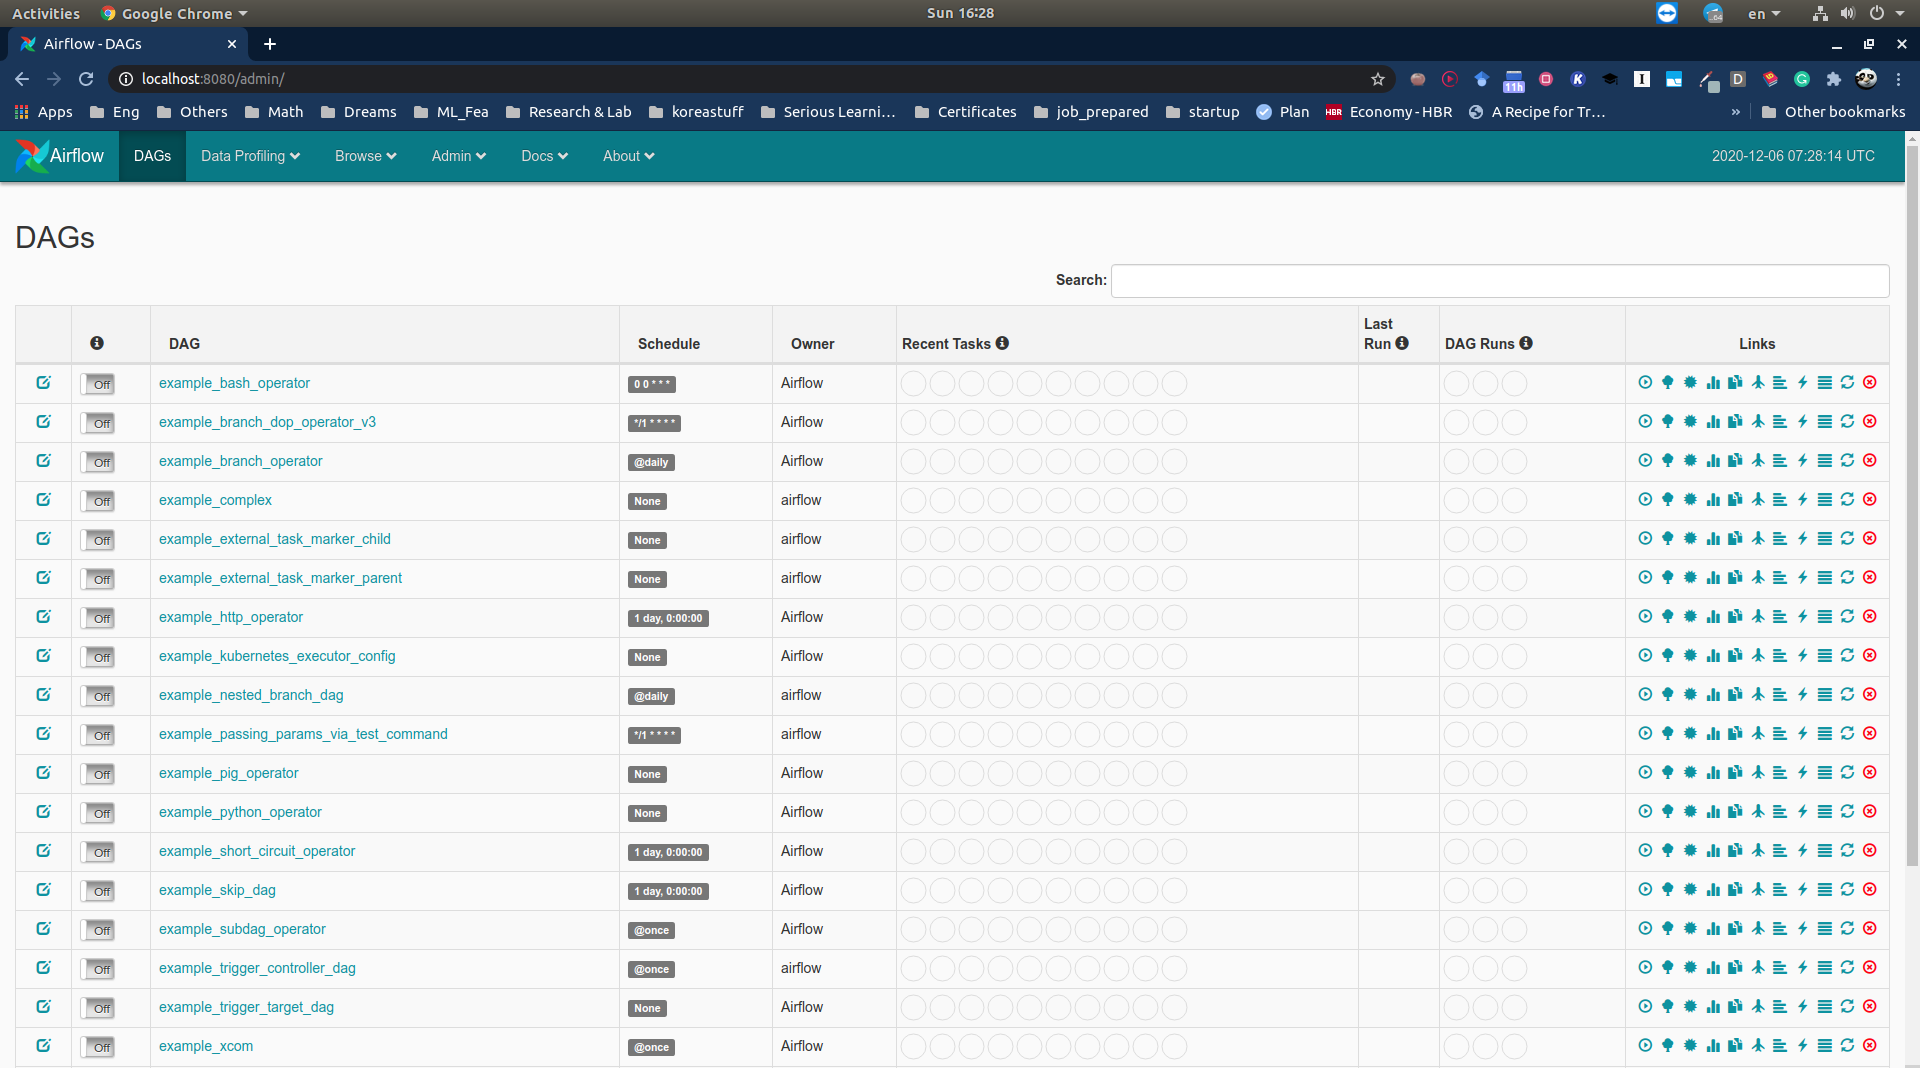 Activities Google Chrome Sun 16:28 en
Airflow - DAGs
localhost:8080/admin/
11h
Apps Eng Others Math Dreams ML_Fea Research & Lab koreastuff Serious Learni... Certificates job_prepared startup Plan HBR Economy - HBR A Recipe for Tr... » Other bookmarks
Airflow DAGs Data Profiling Browse Admin Docs About 2020-12-06 07:28:14 UTC
DAGs
Search:
DAG Schedule Owner Recent Tasks Last Run DAG Runs Links
Off example_bash_operator 0 0 * * * Airflow
Off example_branch_dop_operator_v3 */1 * * * * Airflow
Off example_branch_operator @daily Airflow
Off example_complex None airflow
Off example_external_task_marker_child None airflow
Off example_external_task_marker_parent None airflow
Off example_http_operator 1 day, 0:00:00 Airflow
Off example_kubernetes_executor_config None Airflow
Off example_nested_branch_dag @daily airflow
Off example_passing_params_via_test_command */1 * * * * airflow
Off example_pig_operator None Airflow
Off example_python_operator None Airflow
Off example_short_circuit_operator 1 day, 0:00:00 Airflow
Off example_skip_dag 1 day, 0:00:00 Airflow
Off example_subdag_operator @once Airflow
Off example_trigger_controller_dag @once airflow
Off example_trigger_target_dag None Airflow
Off example_xcom @once Airflow